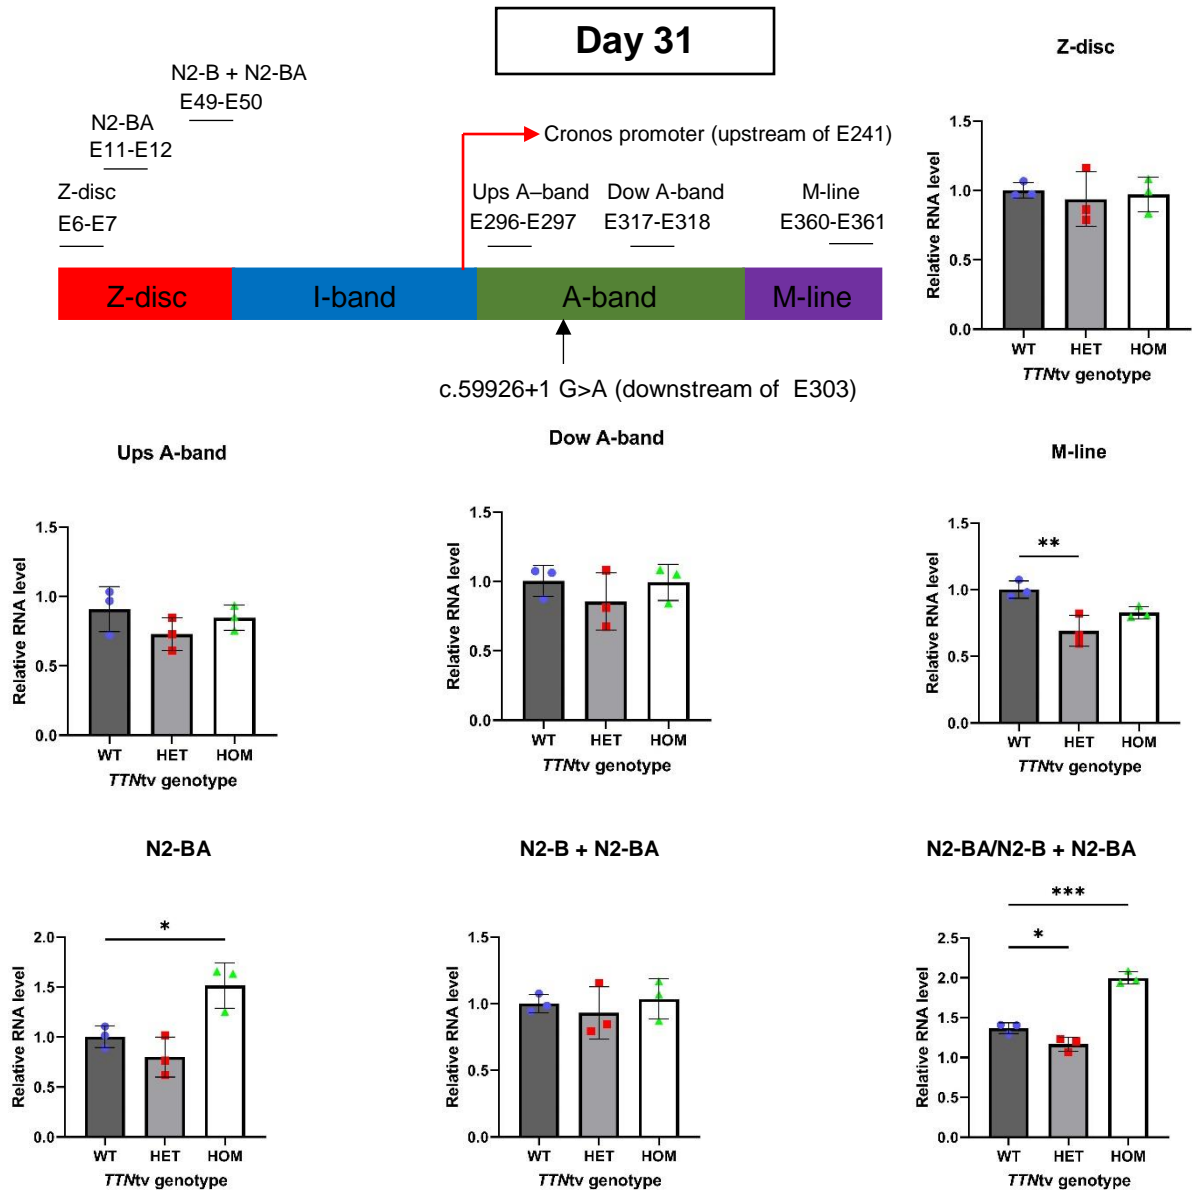 Day 31
N2-B + N2-BA
E49-E50
N2-BA
E11-E12
Z-disc
E6-E7
Cronos promoter (upstream of E241)
Ups A–band
E296-E297
Dow A-band
E317-E318
M-line
E360-E361
Z-disc
I-band
A-band
M-line
c.59926+1 G>A (downstream of E303)
Z-disc
Relative RNA level
1.5
1.0
0.5
0.0
WT HET HOM
TTNtv genotype
Ups A-band
Relative RNA level
1.5
1.0
0.5
0.0
WT HET HOM
TTNtv genotype
Dow A-band
Relative RNA level
1.5
1.0
0.5
0.0
WT HET HOM
TTNtv genotype
M-line
Relative RNA level
1.5
1.0
0.5
0.0
**
WT HET HOM
TTNtv genotype
N2-BA
Relative RNA level
2.0
1.5
1.0
0.5
0.0
*
WT HET HOM
TTNtv genotype
N2-B + N2-BA
Relative RNA level
1.5
1.0
0.5
0.0
WT HET HOM
TTNtv genotype
N2-BA/N2-B + N2-BA
Relative RNA level
2.5
2.0
1.5
1.0
0.5
0.0
***
*
WT HET HOM
TTNtv genotype